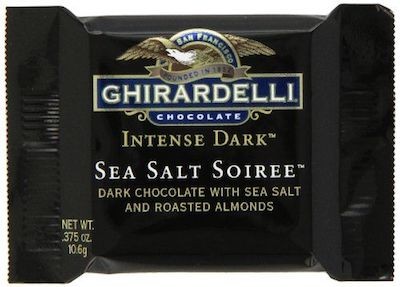 SAN FRANCISCO
FOUNDED IN 1852
GHIRARDELLI
CHOCOLATE
INTENSE DARK™
SEA SALT SOIREE™
DARK CHOCOLATE WITH SEA SALT
AND ROASTED ALMONDS
NET WT.
.375 oz.
10.6g